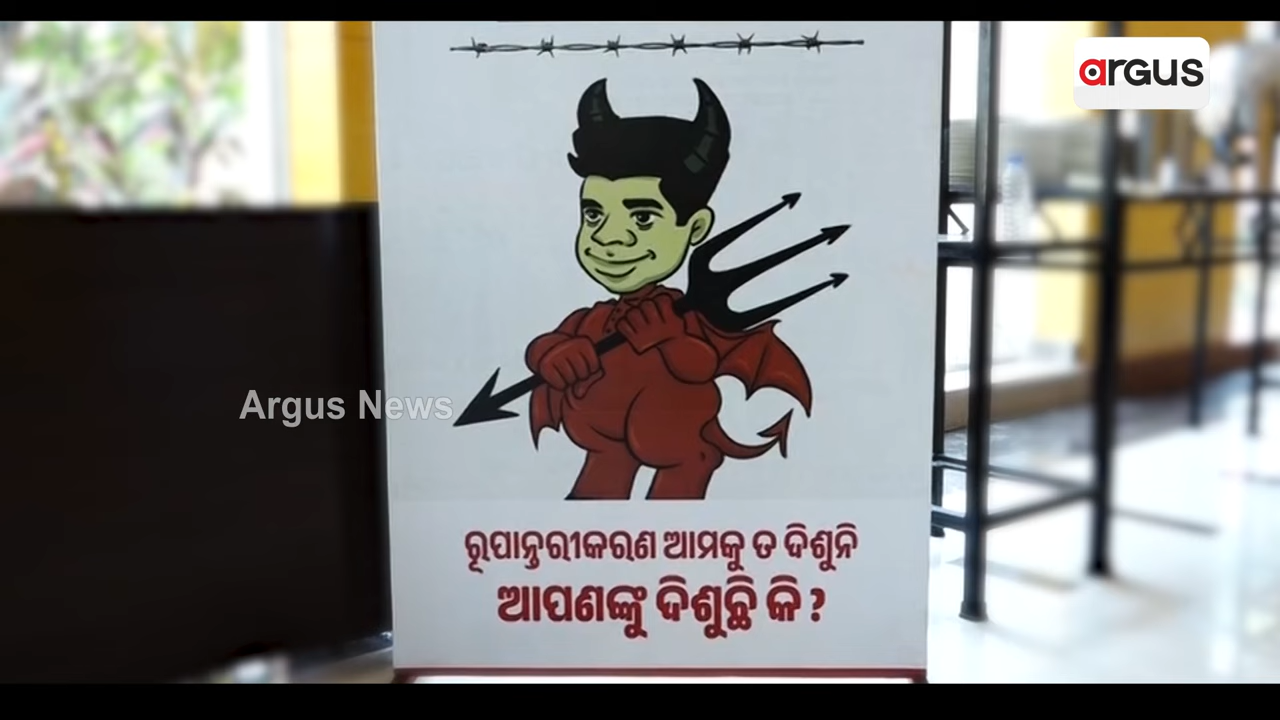 argus
Argus News
ରୂପାନ୍ତରୀକରଣ ଆମକୁ ତ ଦିଶୁନି
ଆପଣଙ୍କୁ ଦିଶୁଛି କି ?